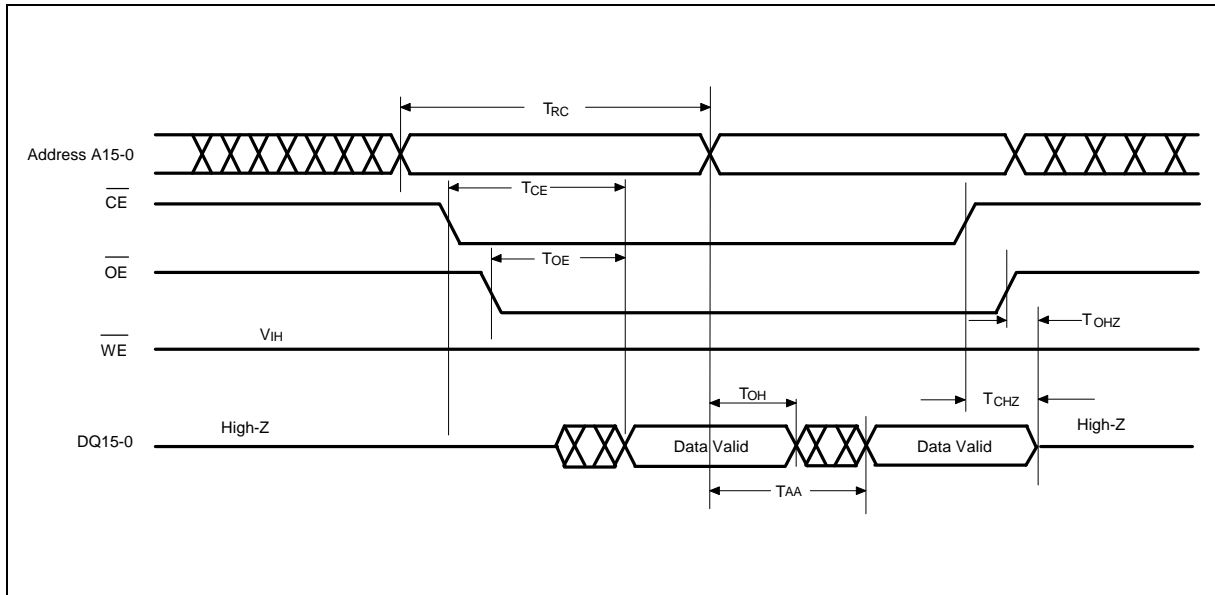 TRC
Address A15-0
TCE
CE
TOE
OE
TOHZ
VIH
WE
TOH
TCHZ
High-Z
High-Z
DQ15-0
Data Valid
Data Valid
TAA